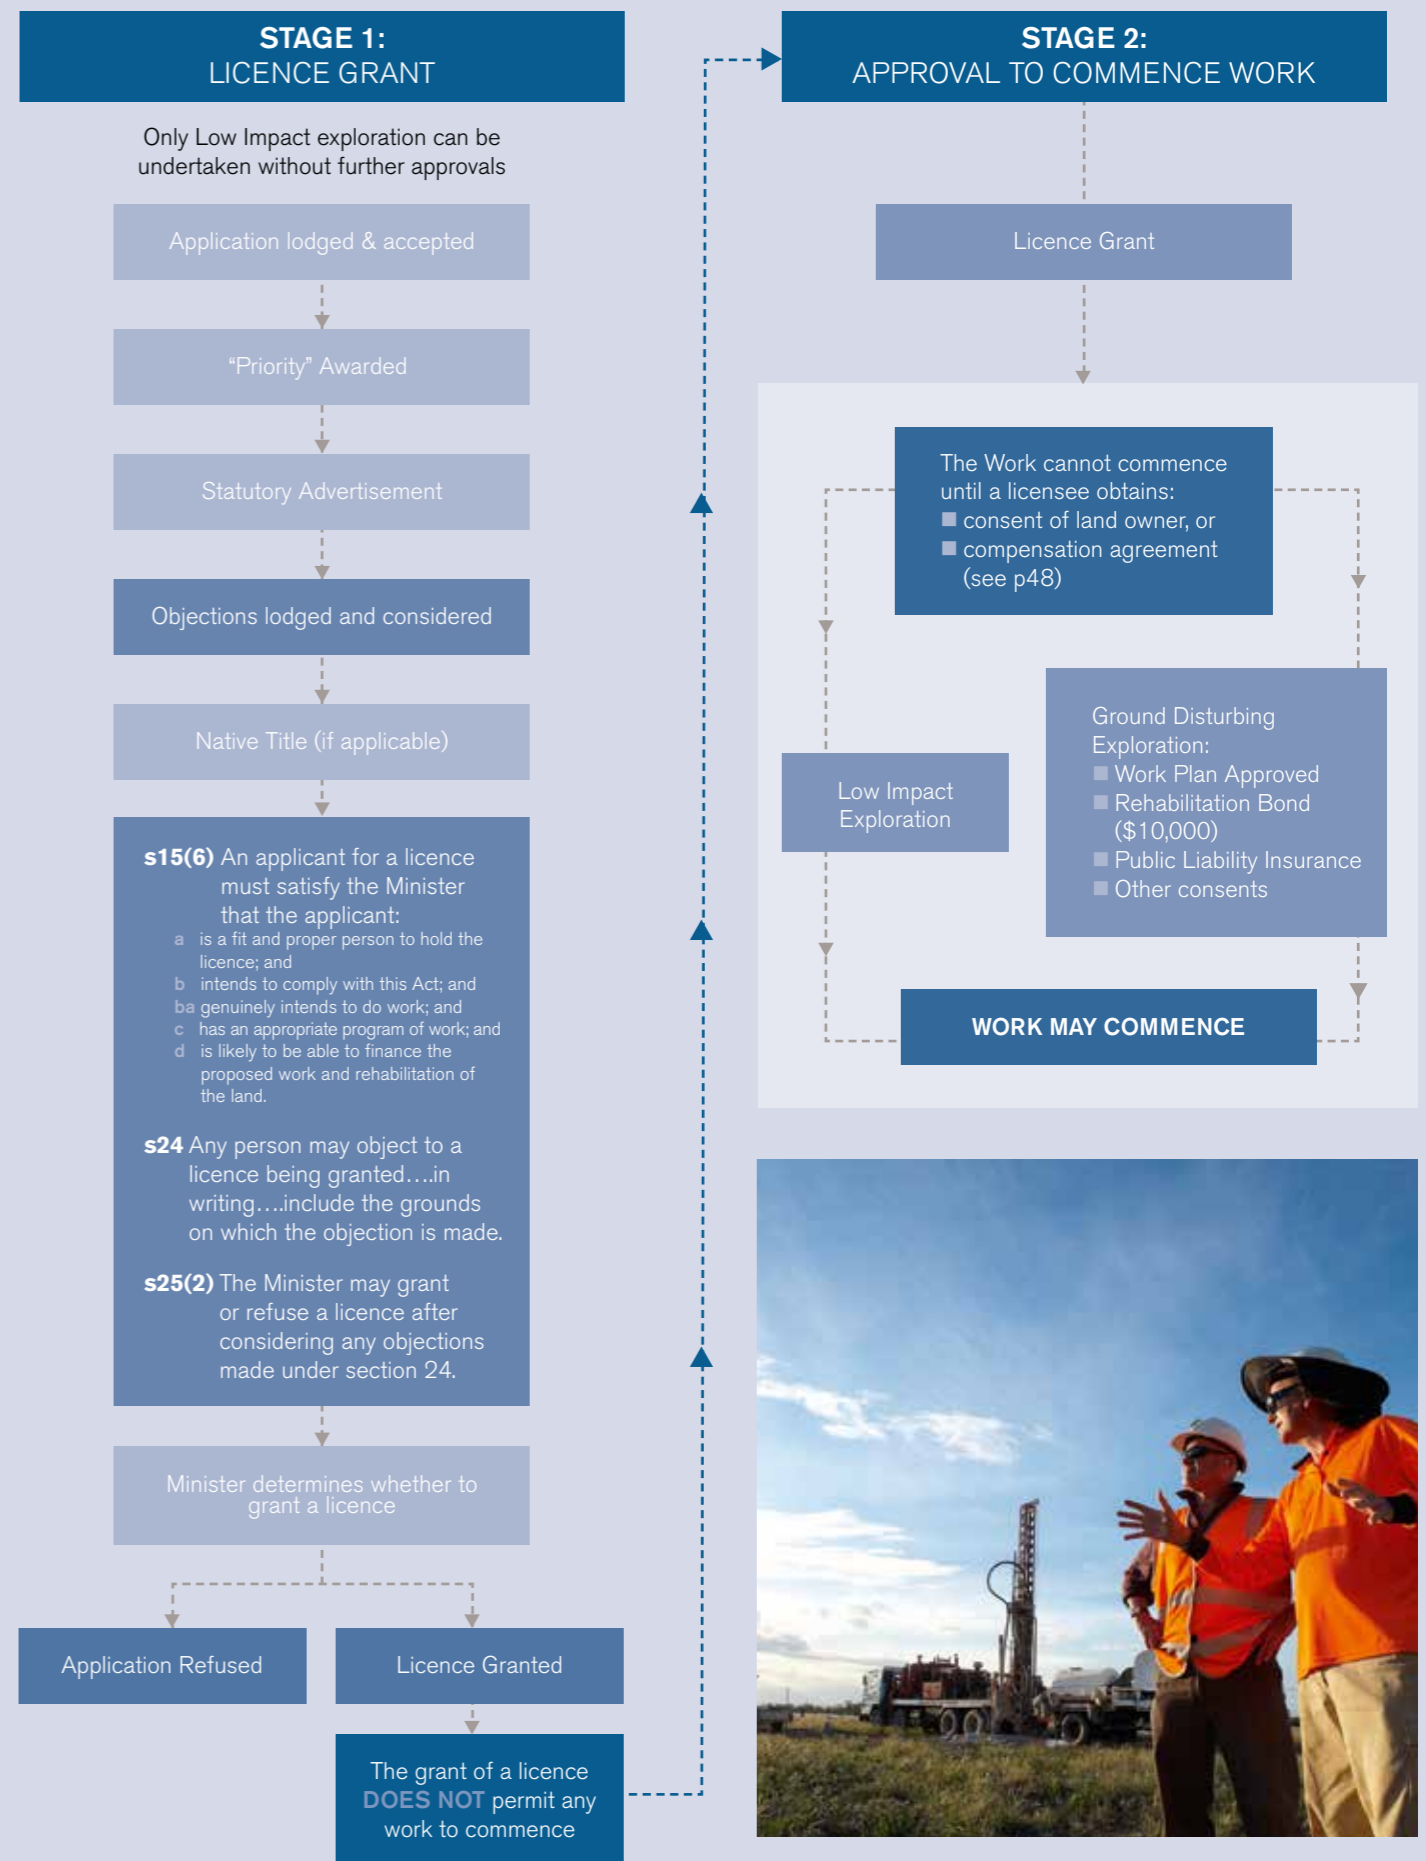 STAGE 1:
LICENCE GRANT
Only Low Impact exploration can be
undertaken without further approvals
Application lodged & accepted
“Priority” Awarded
Statutory Advertisement
Objections lodged and considered
Native Title (if applicable)
s15(6) An applicant for a licence
must satisfy the Minister
that the applicant:
a is a fit and proper person to hold the
licence; and
b intends to comply with this Act; and
ba genuinely intends to do work; and
c has an appropriate program of work; and
d is likely to be able to finance the
proposed work and rehabilitation of
the land.
s24 Any person may object to a
licence being granted....in
writing....include the grounds
on which the objection is made.
s25(2) The Minister may grant
or refuse a licence after
considering any objections
made under section 24.
Minister determines whether to
grant a licence
Application Refused
Licence Granted
The grant of a licence
DOES NOT permit any
work to commence
STAGE 2:
APPROVAL TO COMMENCE WORK
Licence Grant
The Work cannot commence
until a licensee obtains:
■ consent of land owner, or
■ compensation agreement
(see p48)
Low Impact
Exploration
Ground Disturbing
Exploration:
■ Work Plan Approved
■ Rehabilitation Bond
($10,000)
■ Public Liability Insurance
■ Other consents
WORK MAY COMMENCE